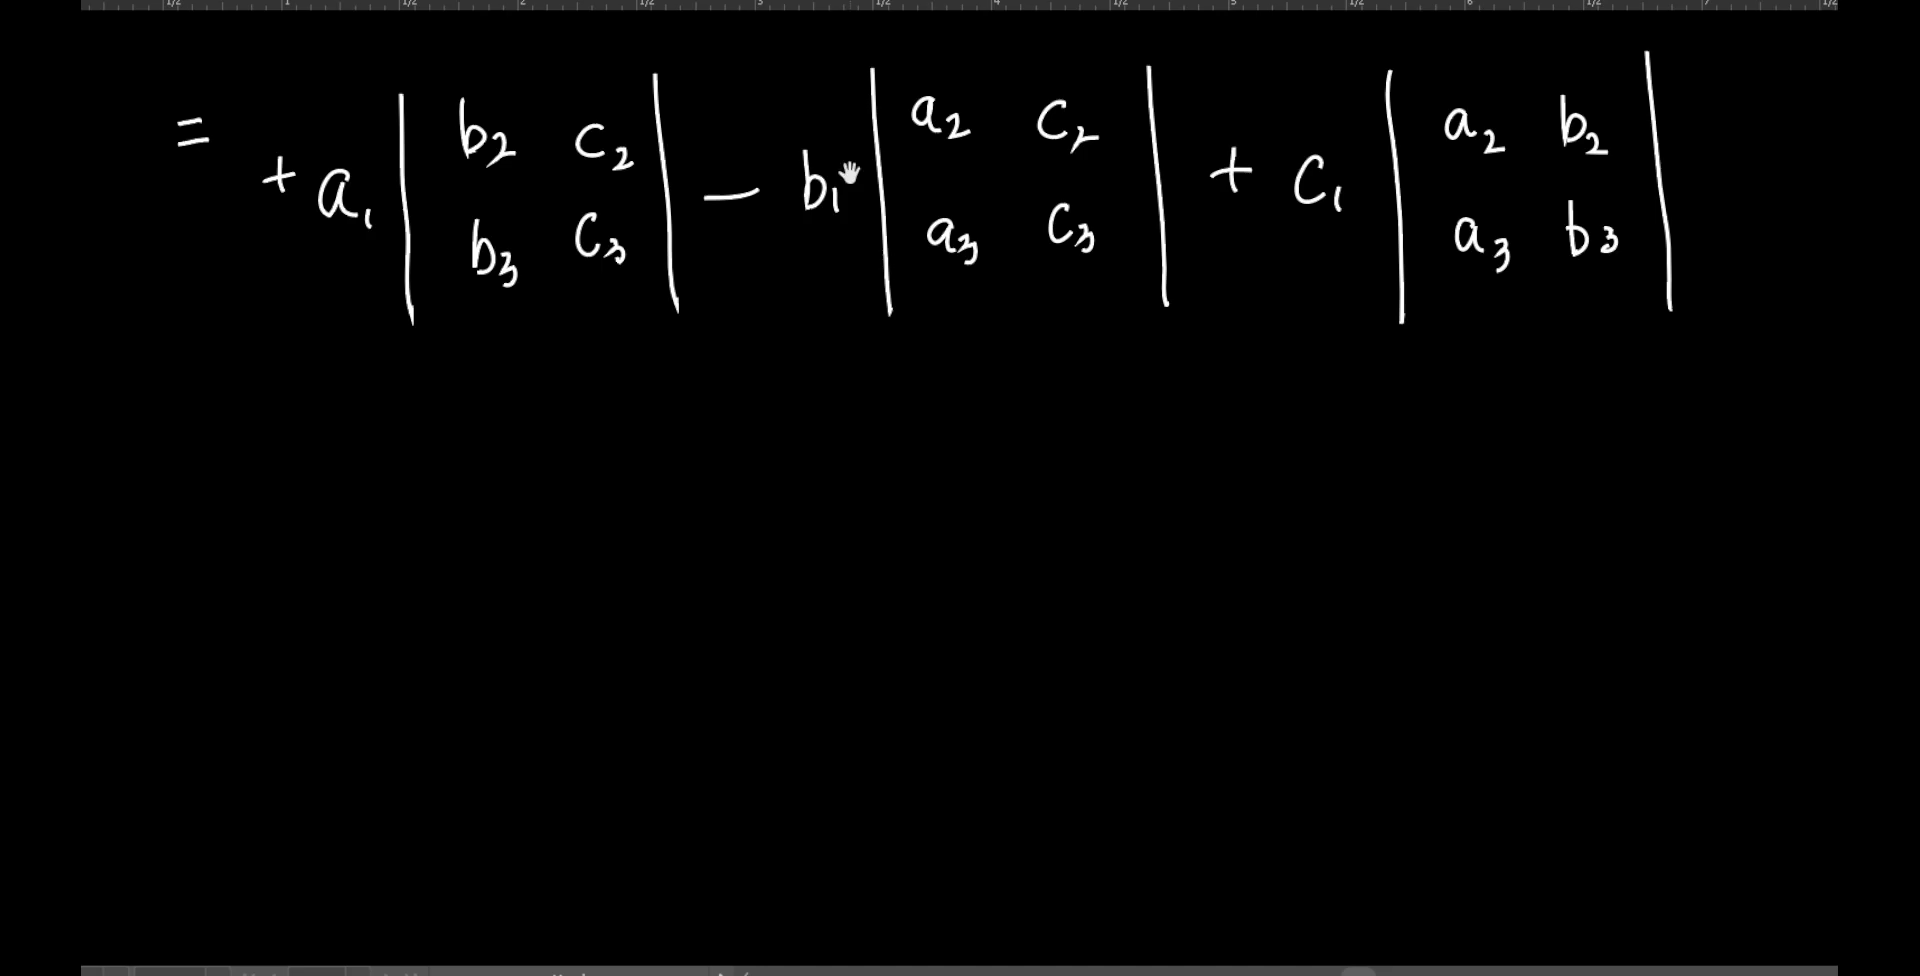 = + a₁ | b₂ c₂ | − b₁ | a₂ c₂ | + c₁ | a₂ b₂ |
| b₃ c₃ | | a₃ c₃ | | a₃ b₃ |